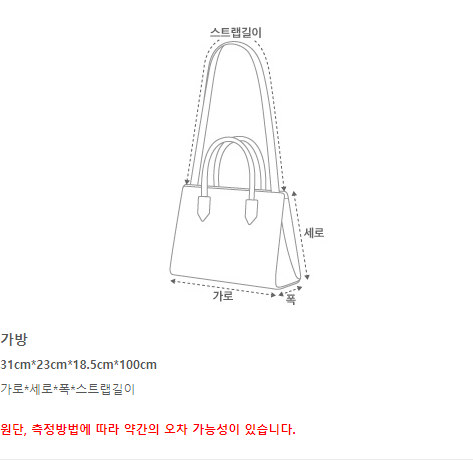 스트랩길이
세로
가로
폭
가방
31cm*23cm*18.5cm*100cm
가로*세로*폭*스트랩길이
원단, 측정방법에 따라 약간의 오차 가능성이 있습니다.